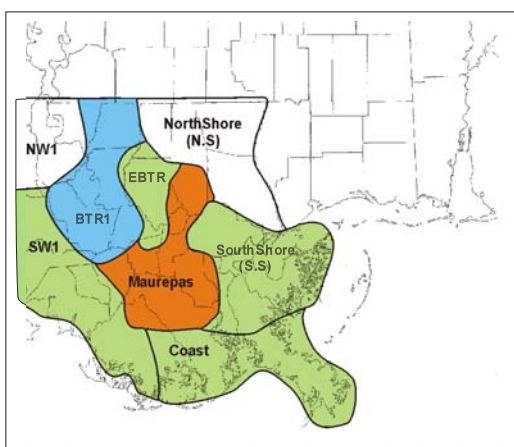 NorthShore
(N.S)
NW1
EBTR
BTR1
SW1
SouthShore
(S.S)
Maurepas
Coast